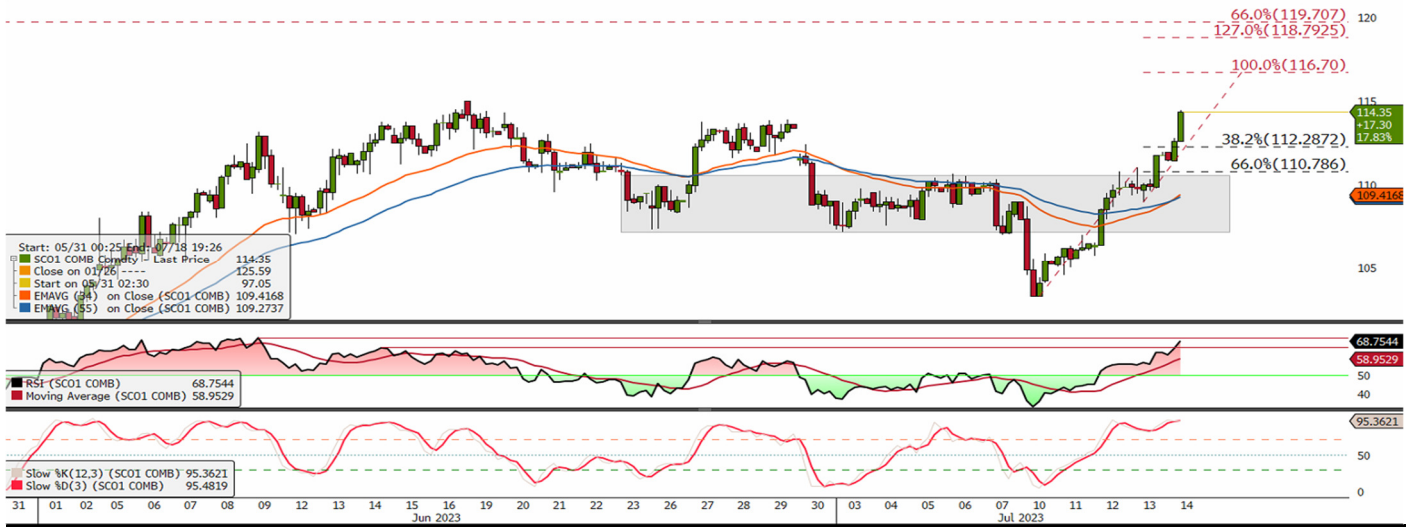 66.0%(119.707)
127.0%(118.7925)
100.0%(116.70)
38.2%(112.2872)
66.0%(110.786)
120
115
110
105
114.35
+17.30
17.83%
109.4168
Start: 05/31 00:25 End: 07/18 19:26
SCO1 COMB Comdty - Last Price 114.35
Close on 01/26 ---- 125.59
Start on 05/31 02:30 97.05
EMAVG (34) on Close (SCO1 COMB) 109.4168
EMAVG (55) on Close (SCO1 COMB) 109.2737
68.7544
58.9529
50
40
RSI (SCO1 COMB) 68.7544
Moving Average (SCO1 COMB) 58.9529
95.3621
50
0
Slow %K(12,3) (SCO1 COMB) 95.3621
Slow %D(3) (SCO1 COMB) 95.4819
31 01 02 05 06 07 08 09 12 13 14 15 16 19 20 21 22 23 26 27 28 29 30 03 04 05 06 07 10 11 12 13 14
Jun 2023 Jul 2023